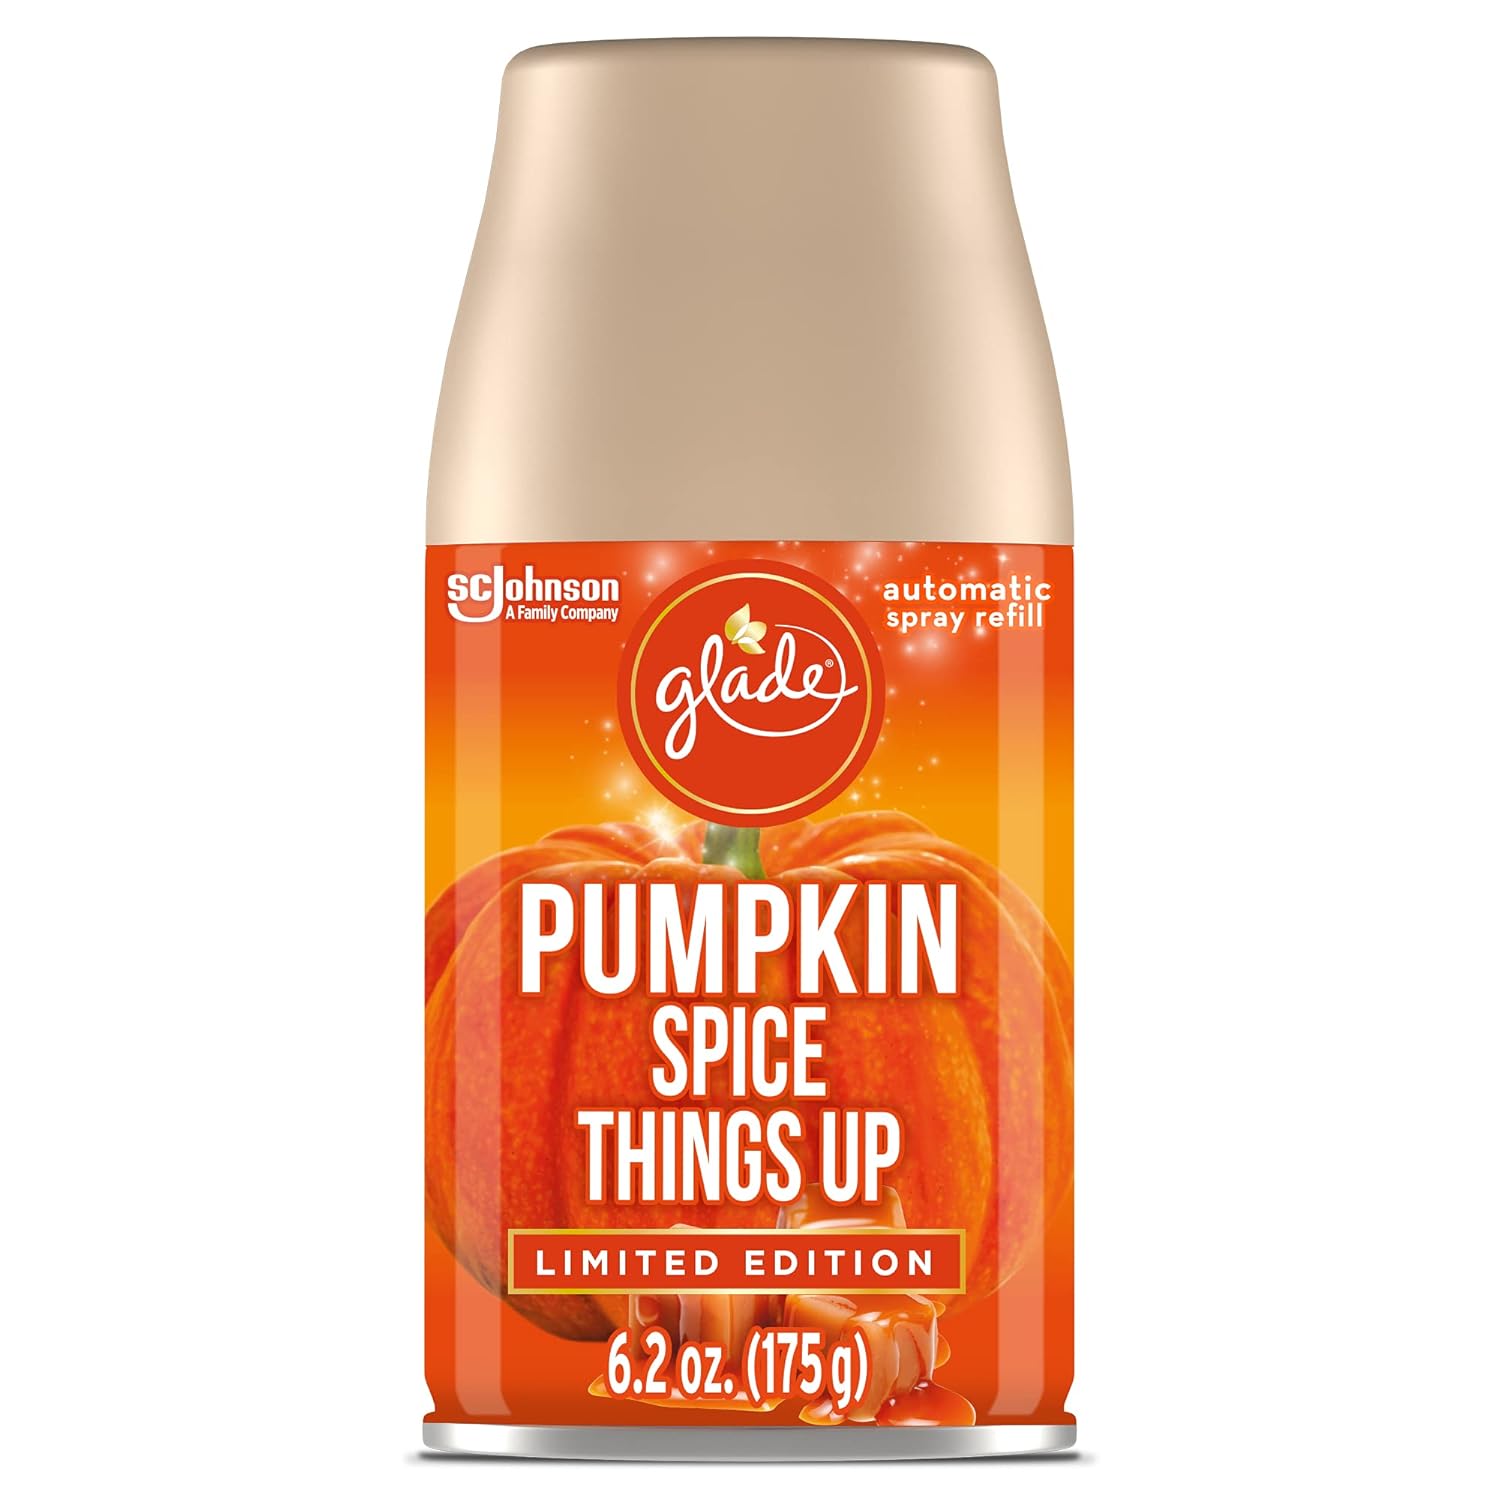 scJohnson
A Family Company
automatic
spray refill
glade®
PUMPKIN
SPICE
THINGS UP
LIMITED EDITION
6.2 oz. (175 g)